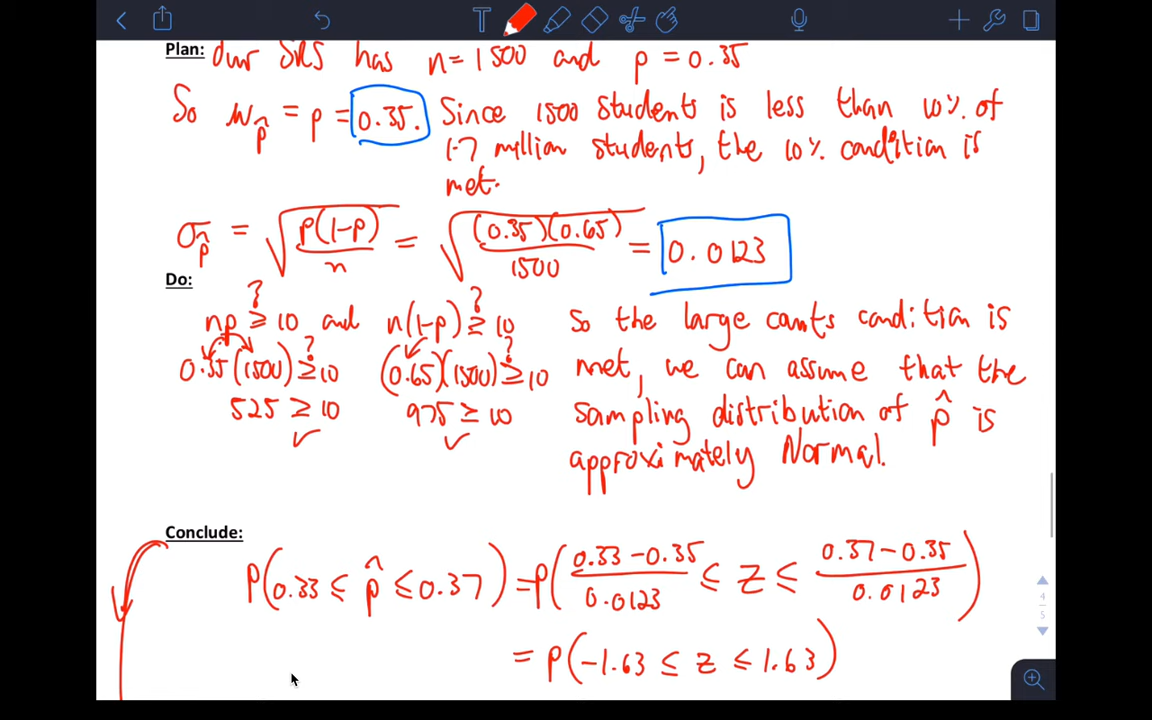 Plan: Our SRS has n = 1500 and p = 0.35
So μp̂ = p = 0.35. Since 1500 students is less than 10% of
1.7 million students, the 10% condition is
met.
σp̂ = √(p(1-p)/n) = √((0.35)(0.65)/1500) = 0.0123
Do:
np ≥ 10 and n(1-p) ≥ 10 So the large counts condition is
0.35(1500) ≥ 10 (0.65)(1500) ≥ 10 met, we can assume that the
525 ≥ 10 975 ≥ 10 sampling distribution of p̂ is
✓ ✓ approximately Normal.
Conclude:
P(0.33 ≤ p̂ ≤ 0.37) = P((0.33 - 0.35)/0.0123 ≤ Z ≤ (0.37 - 0.35)/0.0123)
= P(-1.63 ≤ z ≤ 1.63)
4
5